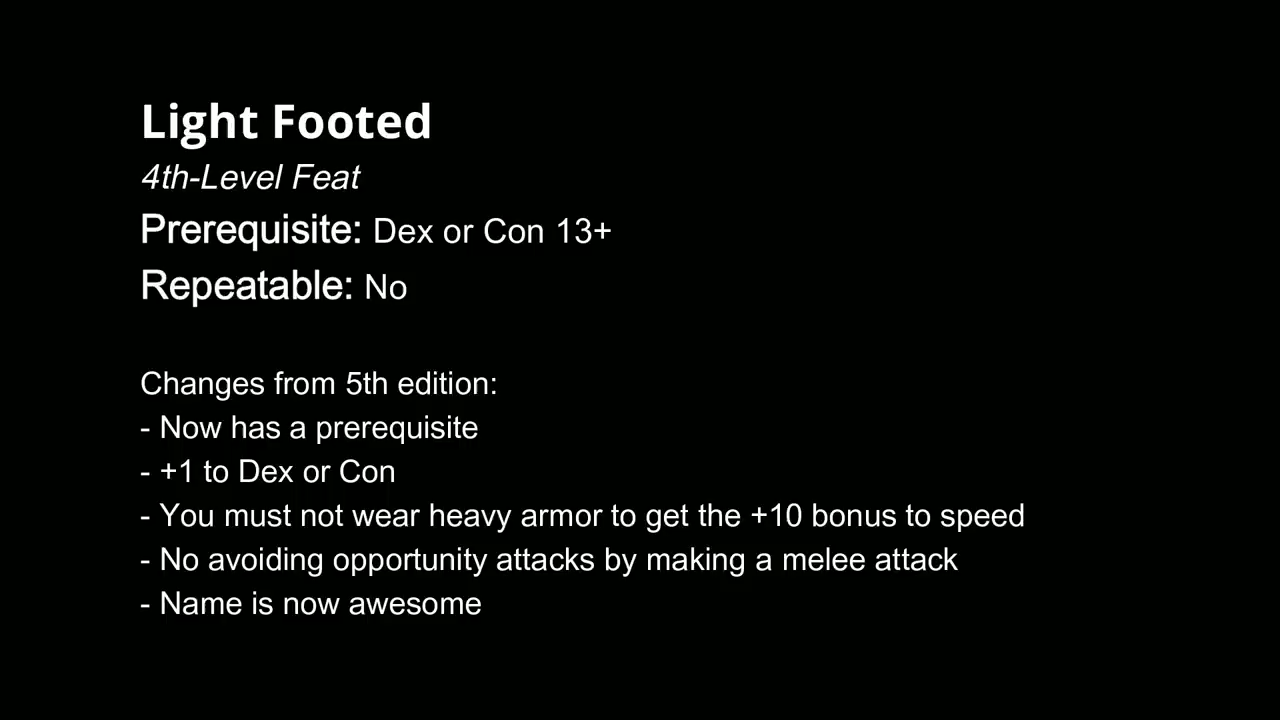 Light Footed
4th-Level Feat
Prerequisite: Dex or Con 13+
Repeatable: No
Changes from 5th edition:
- Now has a prerequisite
- +1 to Dex or Con
- You must not wear heavy armor to get the +10 bonus to speed
- No avoiding opportunity attacks by making a melee attack
- Name is now awesome